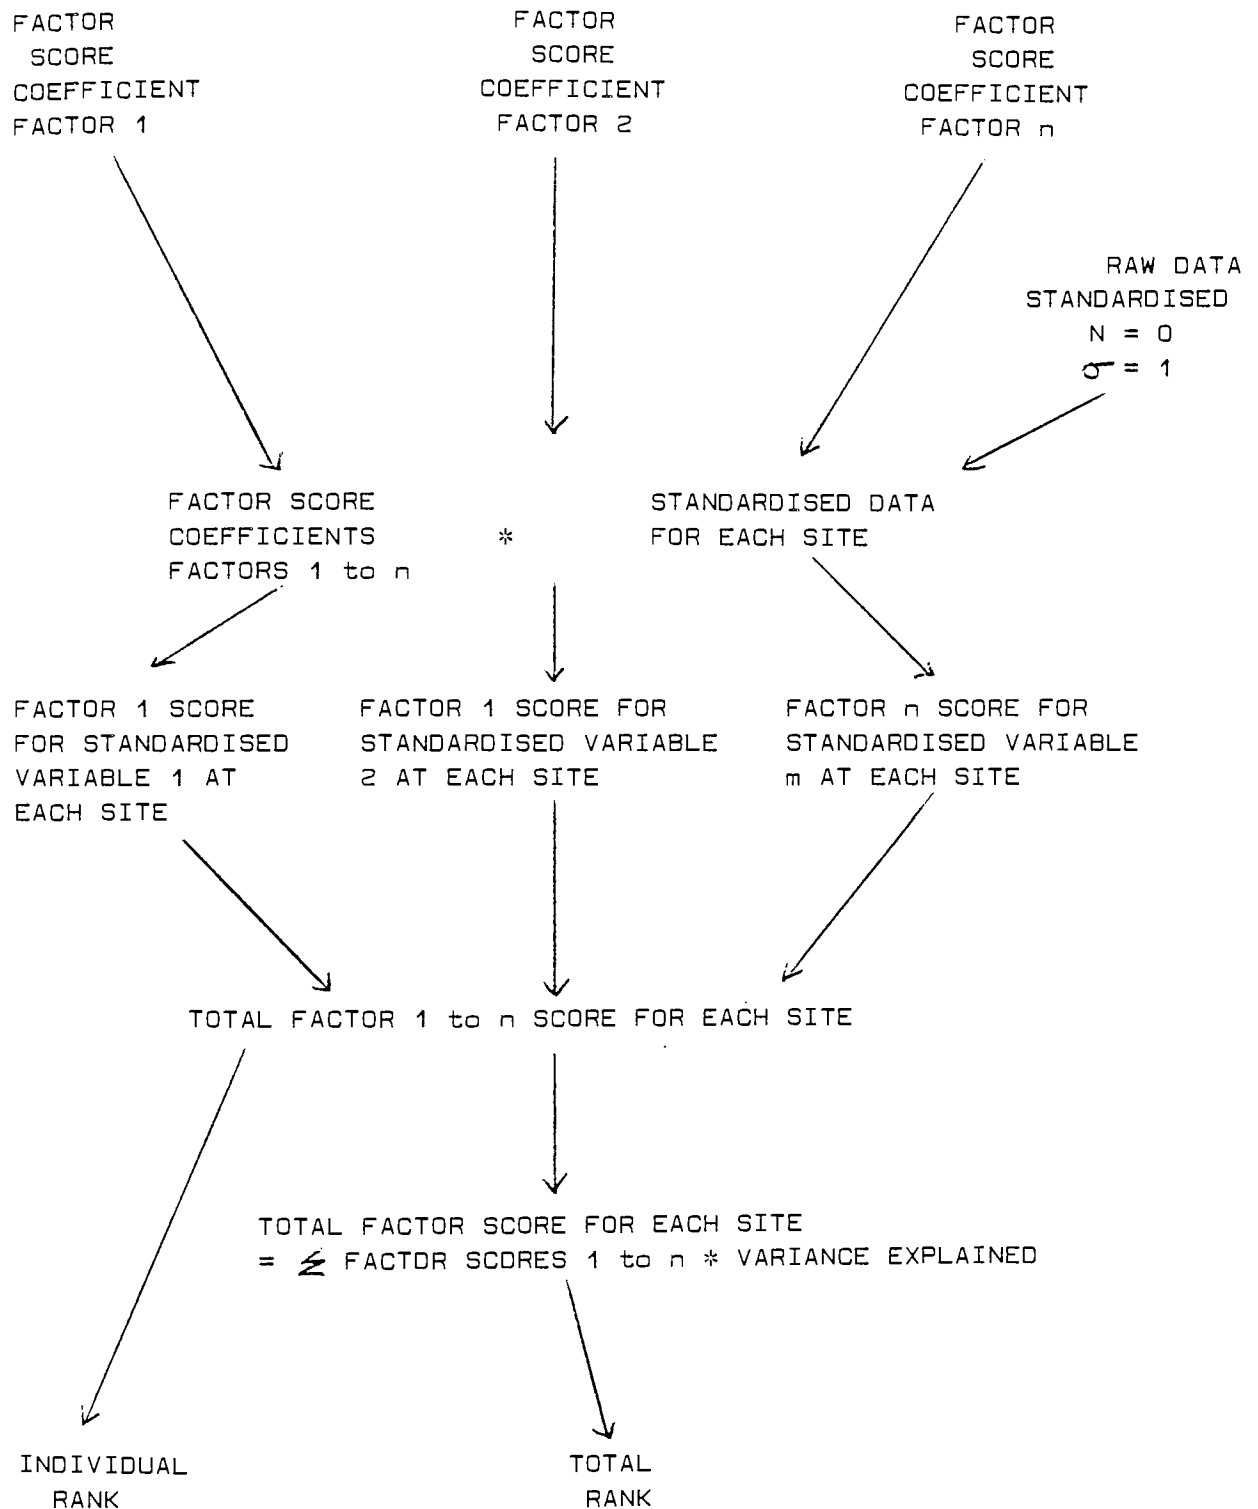 FACTOR
SCORE
COEFFICIENT
FACTOR 1
FACTOR
SCORE
COEFFICIENT
FACTOR 2
FACTOR
SCORE
COEFFICIENT
FACTOR n
RAW DATA
STANDARDISED
N = 0
σ = 1
FACTOR SCORE
COEFFICIENTS
FACTORS 1 to n
*
STANDARDISED DATA
FOR EACH SITE
FACTOR 1 SCORE
FOR STANDARDISED
VARIABLE 1 AT
EACH SITE
FACTOR 1 SCORE FOR
STANDARDISED VARIABLE
2 AT EACH SITE
FACTOR n SCORE FOR
STANDARDISED VARIABLE
m AT EACH SITE
TOTAL FACTOR 1 to n SCORE FOR EACH SITE
TOTAL FACTOR SCORE FOR EACH SITE
= Σ FACTOR SCORES 1 to n * VARIANCE EXPLAINED
INDIVIDUAL
RANK
TOTAL
RANK